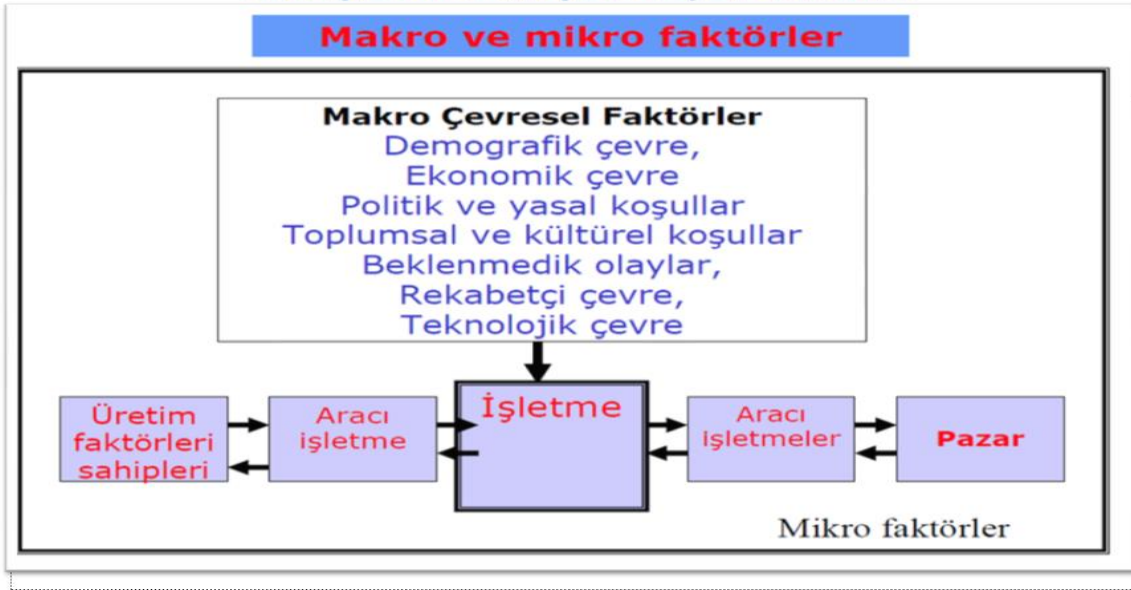 Makro ve mikro faktörler
Makro Çevresel Faktörler
Demografik çevre,
Ekonomik çevre
Politik ve yasal koşullar
Toplumsal ve kültürel koşullar
Beklenmedik olaylar,
Rekabetçi çevre,
Teknolojik çevre
Üretim
faktörleri
sahipleri
Aracı
işletme
İşletme
Aracı
işletmeler
Pazar
Mikro faktörler